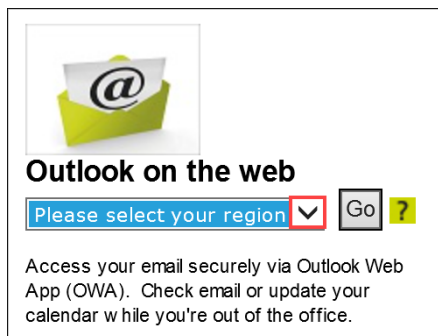 @
Outlook on the web
Please select your region
Go
?
Access your email securely via Outlook Web
App (OWA).  Check email or update your
calendar while you're out of the office.